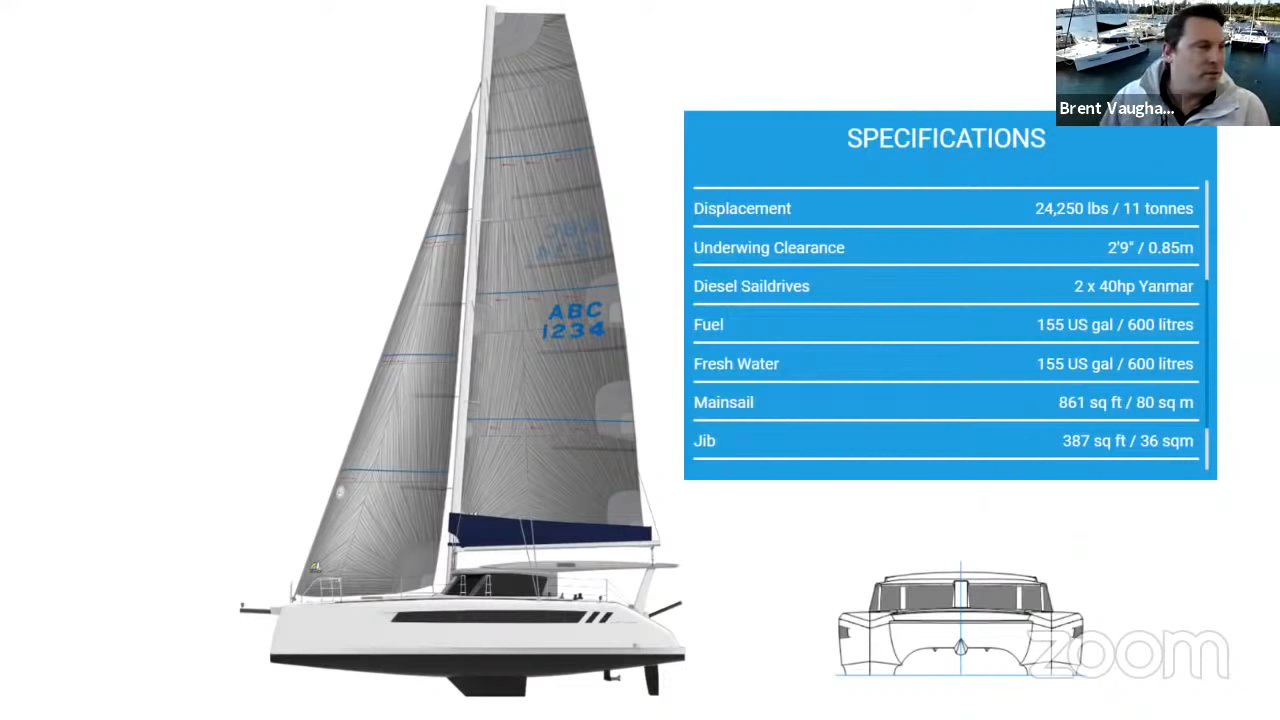 Brent Vaugha...
SPECIFICATIONS
Displacement 24,250 lbs / 11 tonnes
Underwing Clearance 2'9" / 0.85m
Diesel Saildrives 2 x 40hp Yanmar
Fuel 155 US gal / 600 litres
Fresh Water 155 US gal / 600 litres
Mainsail 861 sq ft / 80 sq m
Jib 387 sq ft / 36 sqm
ABC
1234
zoom